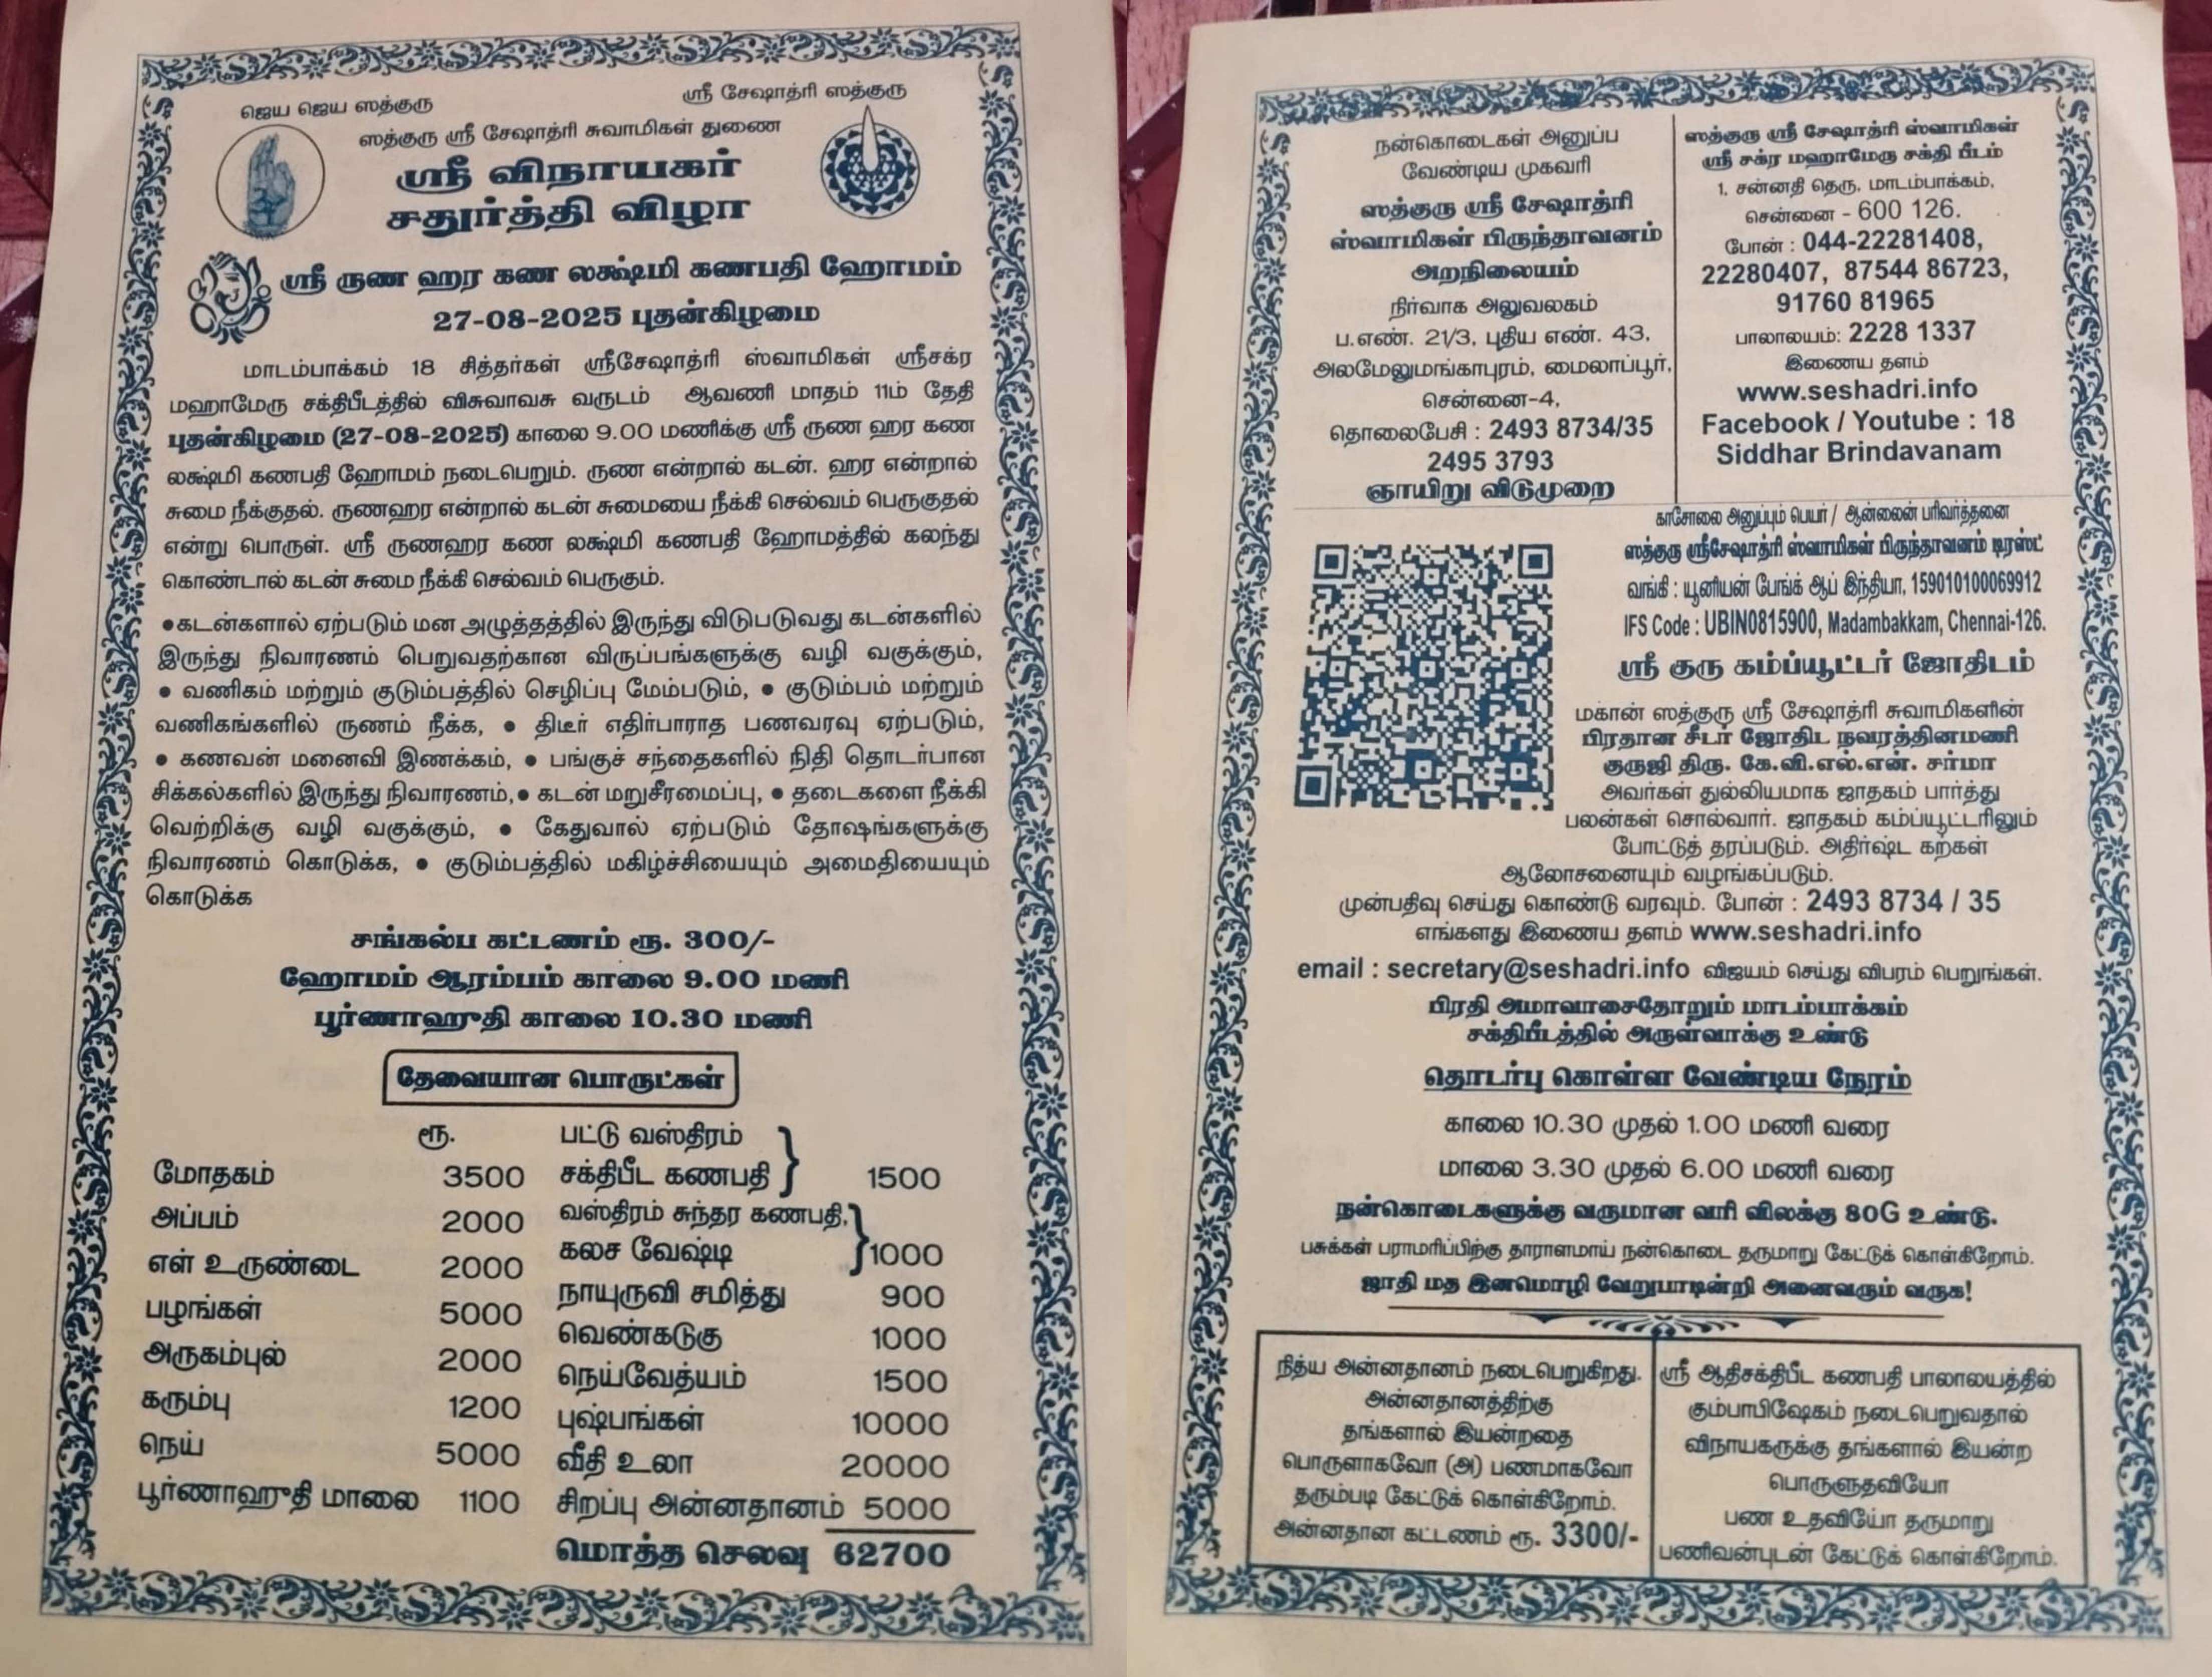 ஜெய ஜெய ஸத்குரு
ஸ்ரீ சேஷாத்ரி ஸத்குரு
ஸத்குரு ஸ்ரீ சேஷாத்ரி சுவாமிகள் துணை
ஸ்ரீ விநாயகர்
சதுர்த்தி விழா
ஸ்ரீ ருண ஹர கண லக்ஷ்மி கணபதி ஹோமம்
27-08-2025 புதன்கிழமை
மாடம்பாக்கம் 18 சித்தர்கள் ஸ்ரீசேஷாத்ரி ஸ்வாமிகள் ஸ்ரீசக்ர
மஹாமேரு சக்திபீடத்தில் விசுவாவசு வருடம் ஆவணி மாதம் 11ம் தேதி
புதன்கிழமை (27-08-2025) காலை 9.00 மணிக்கு ஸ்ரீ ருண ஹர கண
லக்ஷ்மி கணபதி ஹோமம் நடைபெறும். ருண என்றால் கடன். ஹர என்றால்
சுமை நீக்குதல். ருணஹர என்றால் கடன் சுமையை நீக்கி செல்வம் பெருகுதல்
என்று பொருள். ஸ்ரீ ருணஹர கண லக்ஷ்மி கணபதி ஹோமத்தில் கலந்து
கொண்டால் கடன் சுமை நீக்கி செல்வம் பெருகும்.
•கடன்களால் ஏற்படும் மன அழுத்தத்தில் இருந்து விடுபடுவது கடன்களில்
இருந்து நிவாரணம் பெறுவதற்கான விருப்பங்களுக்கு வழி வகுக்கும்,
• வணிகம் மற்றும் குடும்பத்தில் செழிப்பு மேம்படும், • குடும்பம் மற்றும்
வணிகங்களில் ருணம் நீக்க, • திடீர் எதிர்பாராத பணவரவு ஏற்படும்,
• கணவன் மனைவி இணக்கம், • பங்குச் சந்தைகளில் நிதி தொடர்பான
சிக்கல்களில் இருந்து நிவாரணம்,• கடன் மறுசீரமைப்பு, • தடைகளை நீக்கி
வெற்றிக்கு வழி வகுக்கும், • கேதுவால் ஏற்படும் தோஷங்களுக்கு
நிவாரணம் கொடுக்க, • குடும்பத்தில் மகிழ்ச்சியையும் அமைதியையும்
கொடுக்க
சங்கல்ப கட்டணம் ரூ. 300/-
ஹோமம் ஆரம்பம் காலை 9.00 மணி
பூர்ணாஹுதி காலை 10.30 மணி
தேவையான பொருட்கள்
ரூ.
மோதகம் 3500
அப்பம் 2000
எள் உருண்டை 2000
பழங்கள் 5000
அருகம்புல் 2000
கரும்பு 1200
நெய் 5000
பூர்ணாஹுதி மாலை 1100
பட்டு வஸ்திரம்
சக்திபீட கணபதி } 1500
வஸ்திரம் சுந்தர கணபதி,
கலச வேஷ்டி } 1000
நாயுருவி சமித்து 900
வெண்கடுகு 1000
நெய்வேத்யம் 1500
புஷ்பங்கள் 10000
வீதி உலா 20000
சிறப்பு அன்னதானம் 5000
மொத்த செலவு 62700
நன்கொடைகள் அனுப்ப
வேண்டிய முகவரி
ஸத்குரு ஸ்ரீ சேஷாத்ரி
ஸ்வாமிகள் பிருந்தாவனம்
அறநிலையம்
நிர்வாக அலுவலகம்
ப.எண். 21/3, புதிய எண். 43,
அலமேலுமங்காபுரம், மைலாப்பூர்,
சென்னை-4,
தொலைபேசி : 2493 8734/35
2495 3793
ஞாயிறு விடுமுறை
ஸத்குரு ஸ்ரீ சேஷாத்ரி ஸ்வாமிகள்
ஸ்ரீ சக்ர மஹாமேரு சக்தி பீடம்
1, சன்னதி தெரு, மாடம்பாக்கம்,
சென்னை - 600 126.
போன் : 044-22281408,
22280407, 87544 86723,
91760 81965
பாலாலயம்: 2228 1337
இணைய தளம்
www.seshadri.info
Facebook / Youtube : 18
Siddhar Brindavanam
காசோலை அனுப்பும் பெயர் / ஆன்லைன் பரிவர்த்தனை
ஸத்குரு ஸ்ரீசேஷாத்ரி ஸ்வாமிகள் பிருந்தாவனம் டிரஸ்ட்
வங்கி : யூனியன் பேங்க் ஆப் இந்தியா, 159010100069912
IFS Code : UBIN0815900, Madambakkam, Chennai-126.
ஸ்ரீ குரு கம்ப்யூட்டர் ஜோதிடம்
மகான் ஸத்குரு ஸ்ரீ சேஷாத்ரி சுவாமிகளின்
பிரதான சீடர் ஜோதிட நவரத்தினமணி
குருஜி திரு. கே.வி.எல்.என். சர்மா
அவர்கள் துல்லியமாக ஜாதகம் பார்த்து
பலன்கள் சொல்வார். ஜாதகம் கம்ப்யூட்டரிலும்
போட்டுத் தரப்படும். அதிர்ஷ்ட கற்கள்
ஆலோசனையும் வழங்கப்படும்.
முன்பதிவு செய்து கொண்டு வரவும். போன் : 2493 8734 / 35
எங்களது இணைய தளம் www.seshadri.info
email : secretary@seshadri.info விஜயம் செய்து விபரம் பெறுங்கள்.
பிரதி அமாவாசைதோறும் மாடம்பாக்கம்
சக்திபீடத்தில் அருள்வாக்கு உண்டு
தொடர்பு கொள்ள வேண்டிய நேரம்
காலை 10.30 முதல் 1.00 மணி வரை
மாலை 3.30 முதல் 6.00 மணி வரை
நன்கொடைகளுக்கு வருமான வரி விலக்கு 80G உண்டு.
பசுக்கள் பராமரிப்பிற்கு தாராளமாய் நன்கொடை தருமாறு கேட்டுக் கொள்கிறோம்.
ஜாதி மத இனமொழி வேறுபாடின்றி அனைவரும் வருக!
நித்ய அன்னதானம் நடைபெறுகிறது.
அன்னதானத்திற்கு
தங்களால் இயன்றதை
பொருளாகவோ (அ) பணமாகவோ
தரும்படி கேட்டுக் கொள்கிறோம்.
அன்னதான கட்டணம் ரூ. 3300/-
ஸ்ரீ ஆதிசக்திபீட கணபதி பாலாலயத்தில்
கும்பாபிஷேகம் நடைபெறுவதால்
விநாயகருக்கு தங்களால் இயன்ற
பொருளுதவியோ
பண உதவியோ தருமாறு
பணிவன்புடன் கேட்டுக் கொள்கிறோம்.